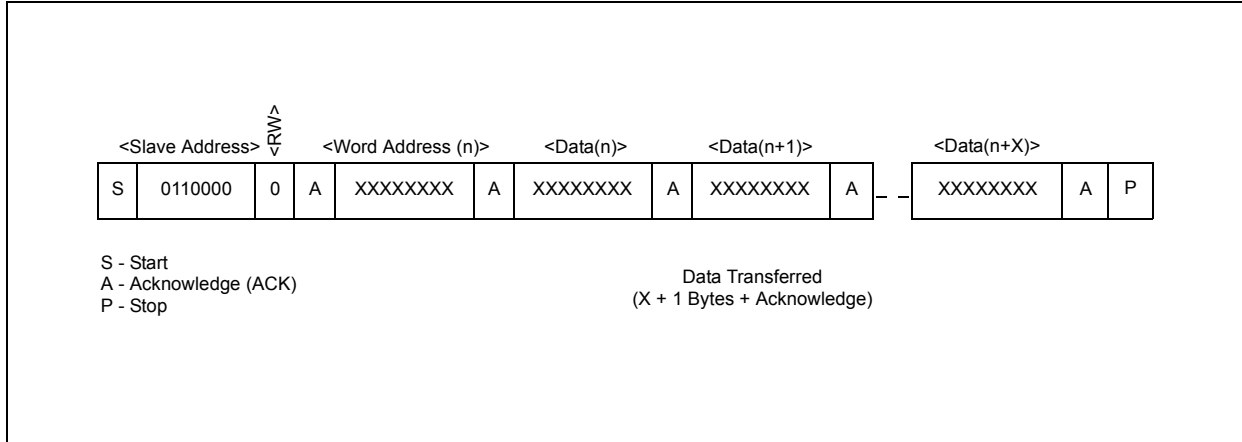 <Slave Address> <RW> <Word Address (n)> <Data(n)> <Data(n+1)> <Data(n+X)>
S 0110000 0 A XXXXXXXX A XXXXXXXX A XXXXXXXX A XXXXXXXX A P
S - Start
A - Acknowledge (ACK)
P - Stop
Data Transferred
(X + 1 Bytes + Acknowledge)